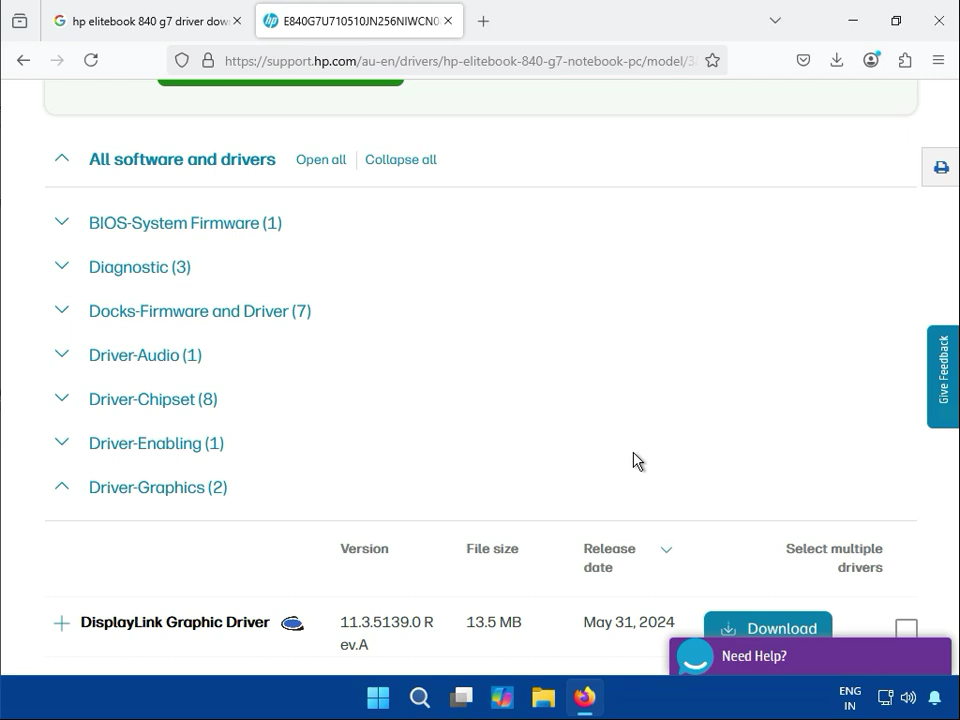 hp elitebook 840 g7 driver dow
E840G7U710510JN256NIWCN0
https://support.hp.com/au-en/drivers/hp-elitebook-840-g7-notebook-pc/model/3
All software and drivers Open all Collapse all
BIOS-System Firmware (1)
Diagnostic (3)
Docks-Firmware and Driver (7)
Driver-Audio (1)
Driver-Chipset (8)
Driver-Enabling (1)
Driver-Graphics (2)
Give Feedback
Version File size Release date Select multiple drivers
DisplayLink Graphic Driver 11.3.5139.0 R 13.5 MB May 31, 2024 Download
ev.A
Need Help?
ENG
IN